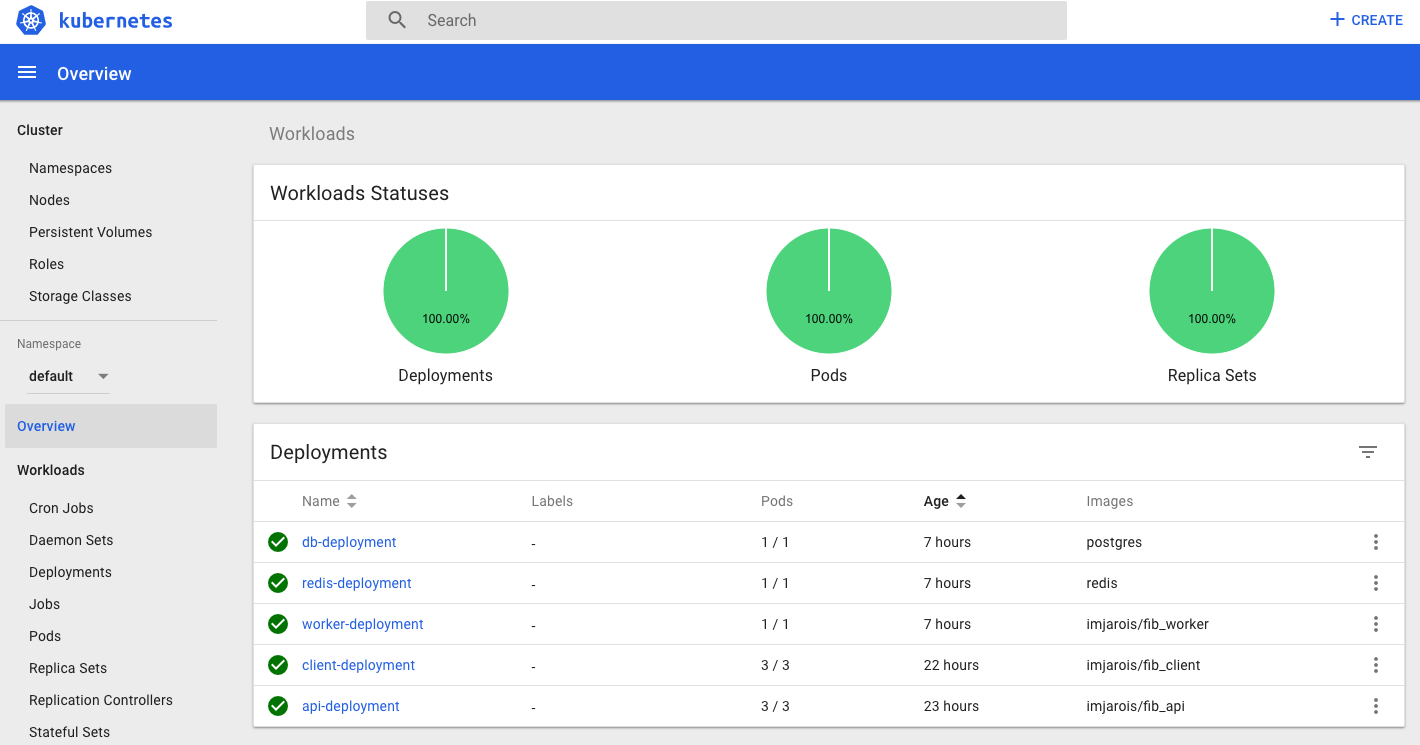 kubernetes
Search
+ CREATE
Overview
Cluster
Namespaces
Nodes
Persistent Volumes
Roles
Storage Classes
Namespace
default
Overview
Workloads
Cron Jobs
Daemon Sets
Deployments
Jobs
Pods
Replica Sets
Replication Controllers
Stateful Sets
Workloads
Workloads Statuses
100.00% 100.00% 100.00%
Deployments Pods Replica Sets
Deployments
Name Labels Pods Age Images
db-deployment - 1 / 1 7 hours postgres
redis-deployment - 1 / 1 7 hours redis
worker-deployment - 1 / 1 7 hours imjarois/fib_worker
client-deployment - 3 / 3 22 hours imjarois/fib_client
api-deployment - 3 / 3 23 hours imjarois/fib_api